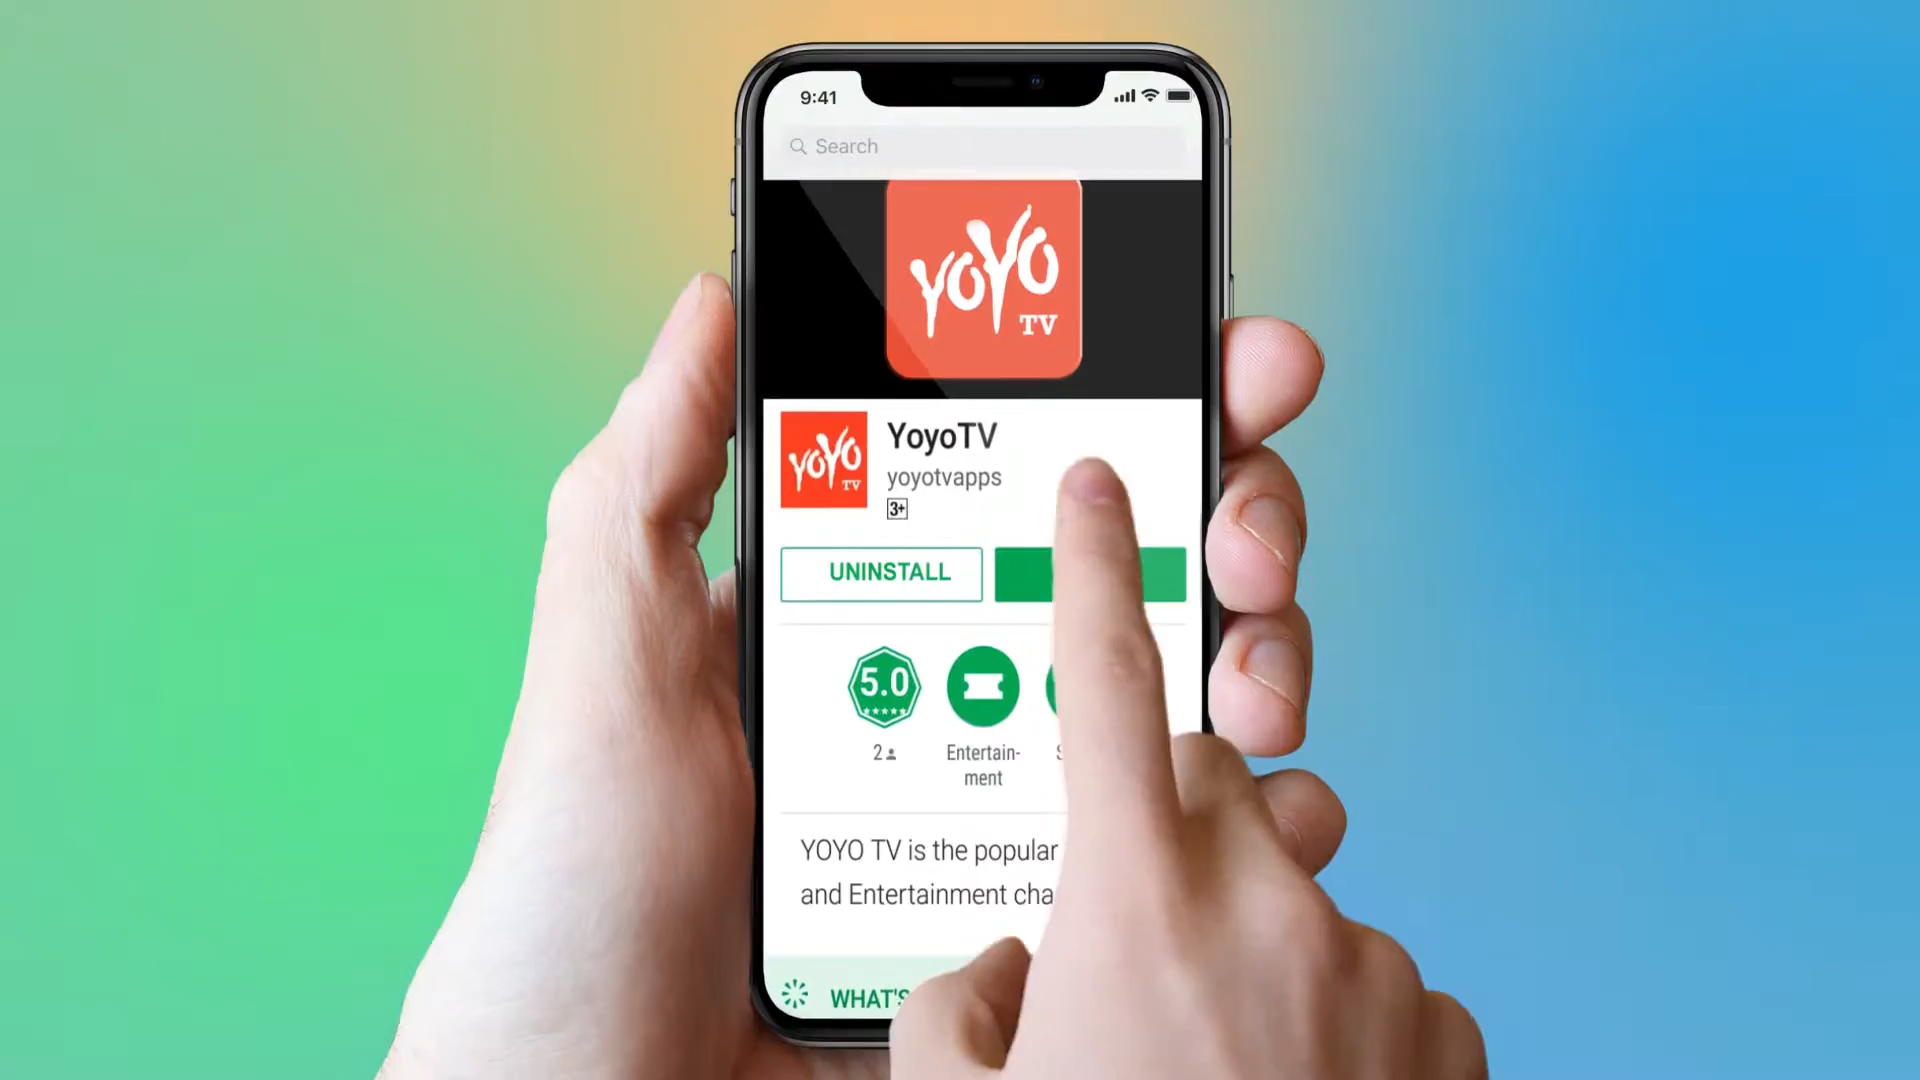 9:41
Search
YOYO
TV
YOYO
TV
YoyoTV
yoyotvapps
3+
UNINSTALL
5.0
2
Entertain-
ment
YOYO TV is the popular
and Entertainment
WHAT'S